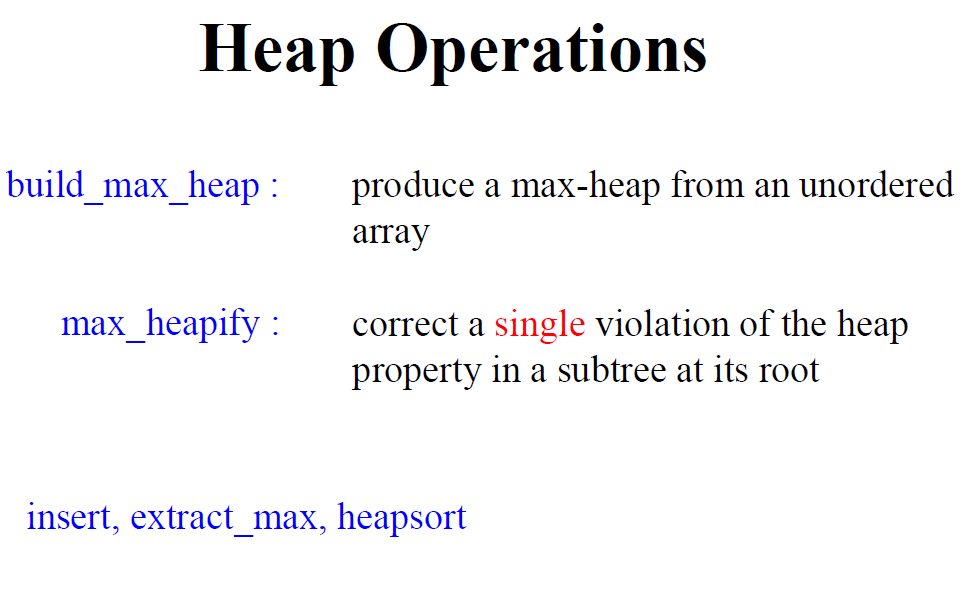 Heap Operations
build_max_heap : produce a max-heap from an unordered
array
max_heapify : correct a single violation of the heap
property in a subtree at its root
insert, extract_max, heapsort